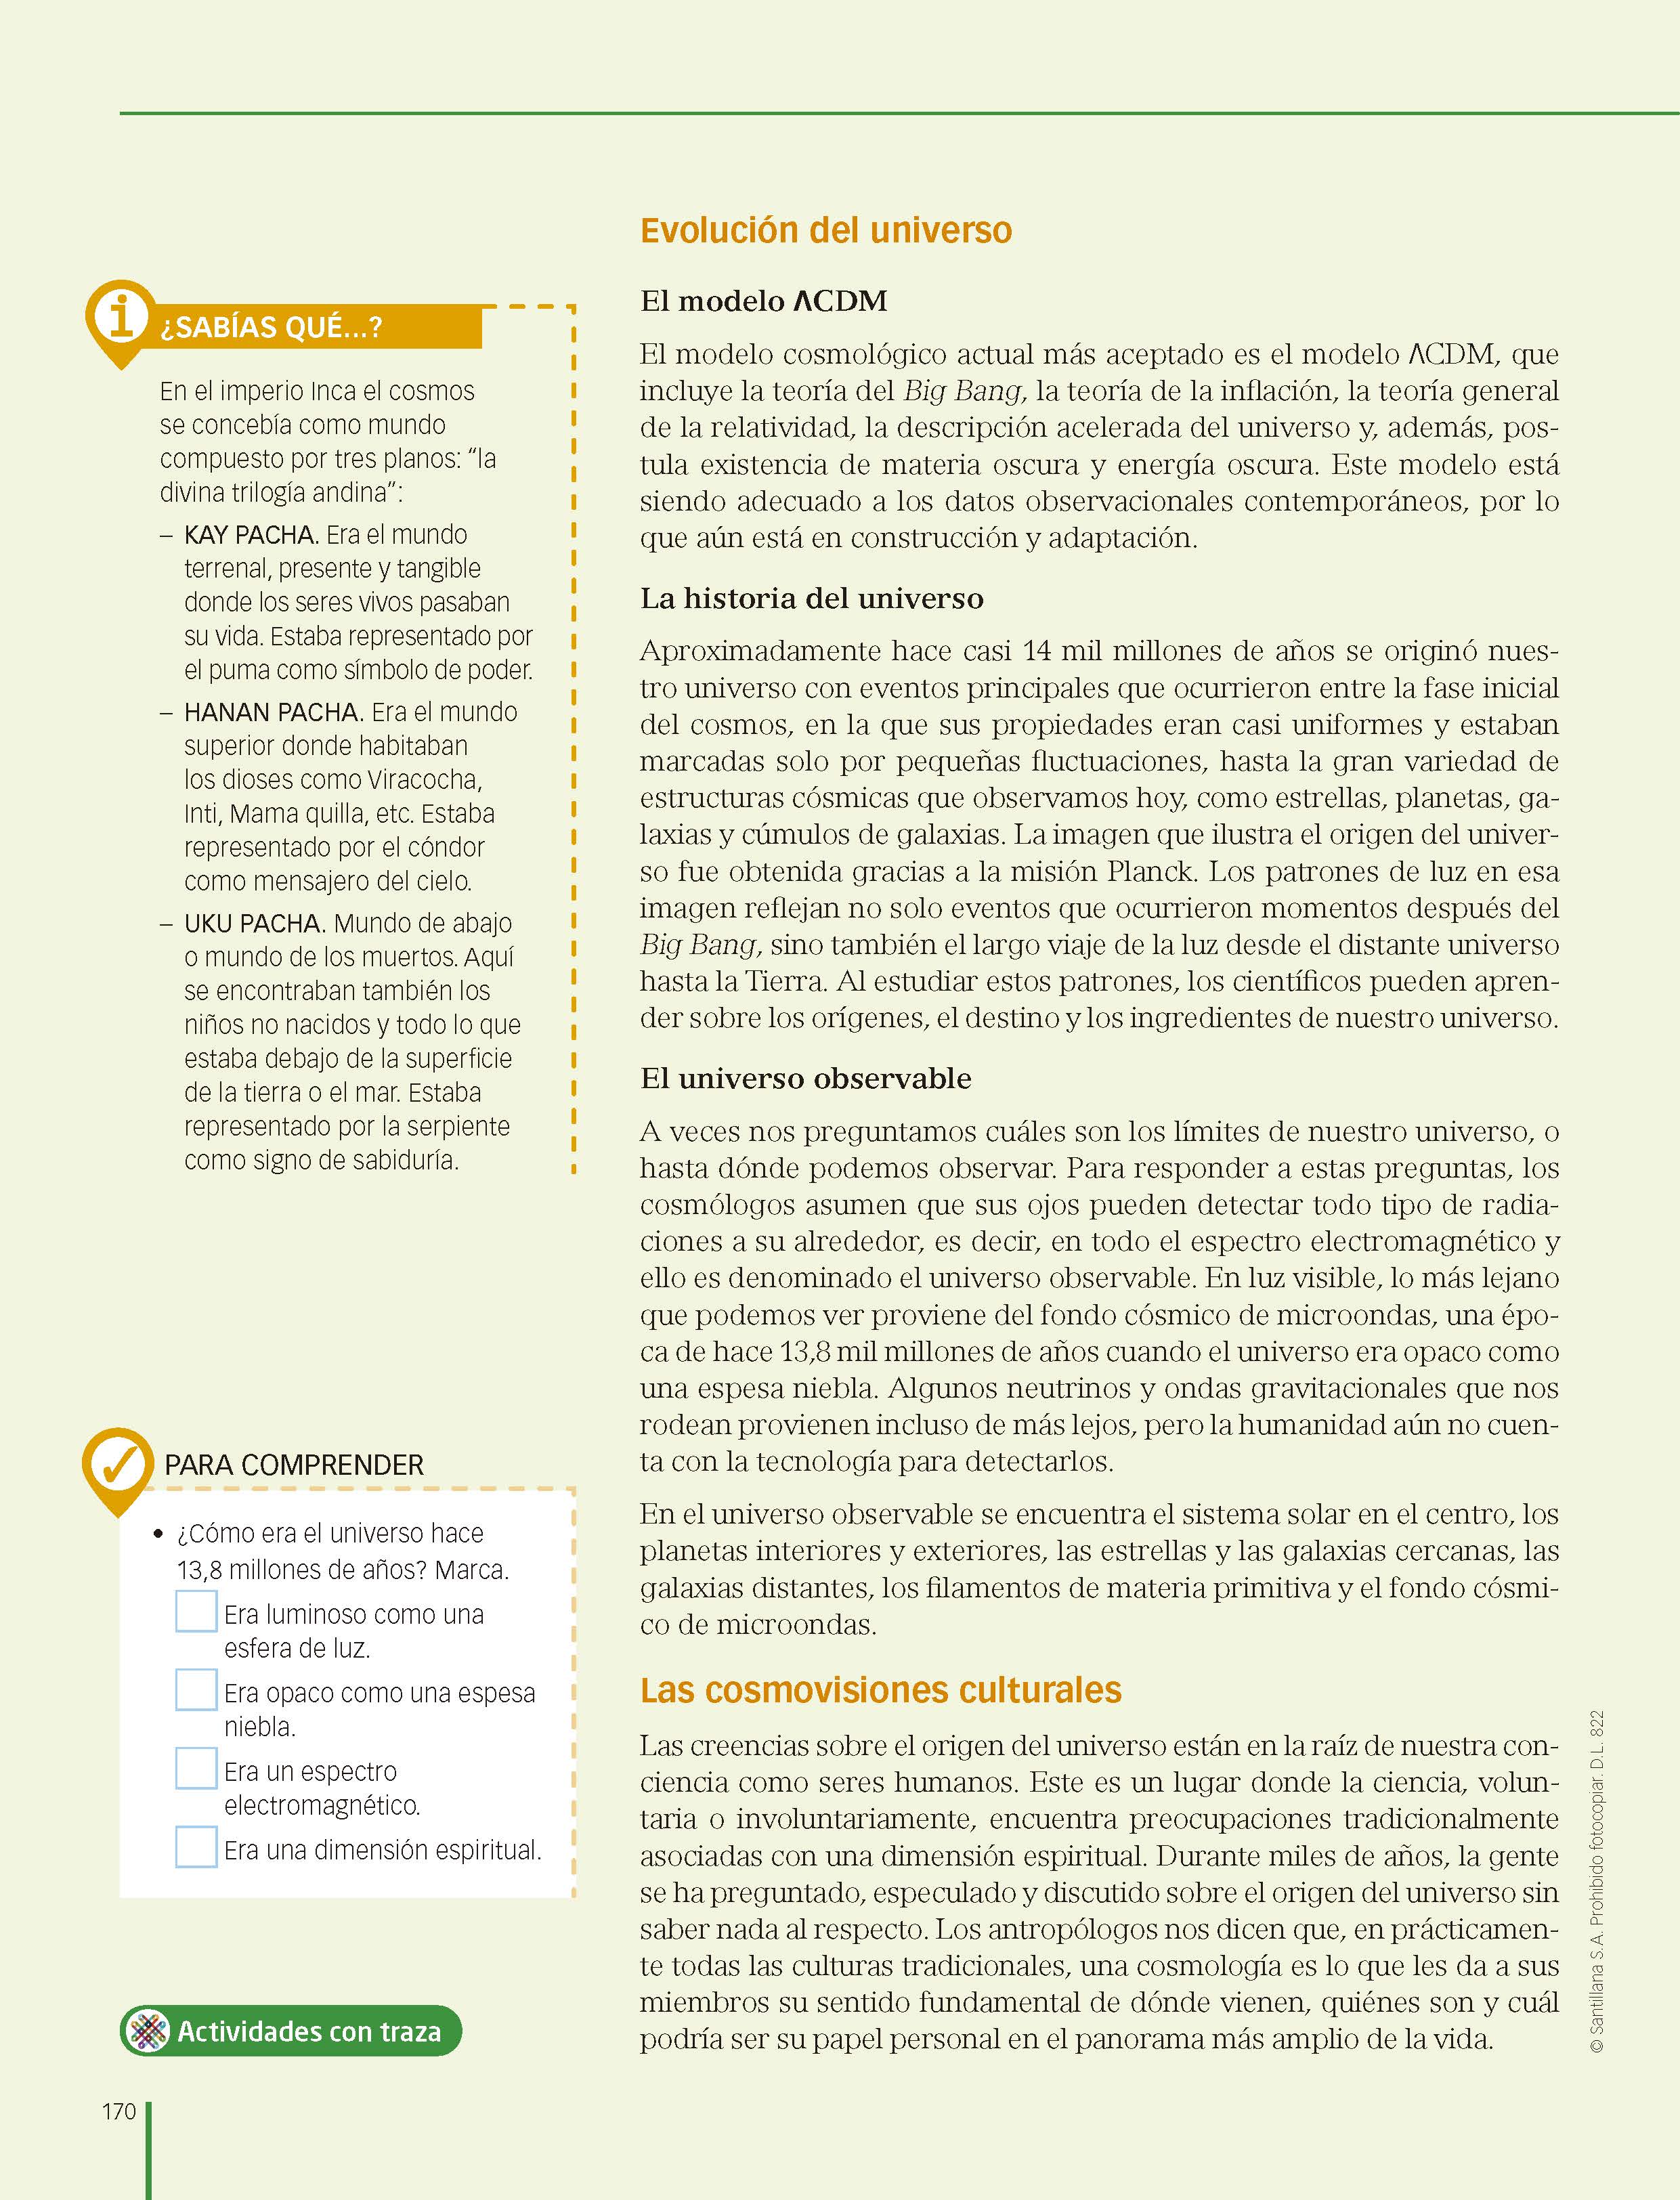 ¿SABÍAS QUÉ...?
En el imperio Inca el cosmos
se concebía como mundo
compuesto por tres planos: “la
divina trilogía andina”:
– KAY PACHA. Era el mundo
terrenal, presente y tangible
donde los seres vivos pasaban
su vida. Estaba representado por
el puma como símbolo de poder.
– HANAN PACHA. Era el mundo
superior donde habitaban
los dioses como Viracocha,
Inti, Mama quilla, etc. Estaba
representado por el cóndor
como mensajero del cielo.
– UKU PACHA. Mundo de abajo
o mundo de los muertos. Aquí
se encontraban también los
niños no nacidos y todo lo que
estaba debajo de la superficie
de la tierra o el mar. Estaba
representado por la serpiente
como signo de sabiduría.
PARA COMPRENDER
• ¿Cómo era el universo hace
13,8 millones de años? Marca.
Era luminoso como una
esfera de luz.
Era opaco como una espesa
niebla.
Era un espectro
electromagnético.
Era una dimensión espiritual.
Actividades con traza
170
Evolución del universo
El modelo ΛCDM
El modelo cosmológico actual más aceptado es el modelo ΛCDM, que
incluye la teoría del Big Bang, la teoría de la inflación, la teoría general
de la relatividad, la descripción acelerada del universo y, además, pos-
tula existencia de materia oscura y energía oscura. Este modelo está
siendo adecuado a los datos observacionales contemporáneos, por lo
que aún está en construcción y adaptación.
La historia del universo
Aproximadamente hace casi 14 mil millones de años se originó nues-
tro universo con eventos principales que ocurrieron entre la fase inicial
del cosmos, en la que sus propiedades eran casi uniformes y estaban
marcadas solo por pequeñas fluctuaciones, hasta la gran variedad de
estructuras cósmicas que observamos hoy, como estrellas, planetas, ga-
laxias y cúmulos de galaxias. La imagen que ilustra el origen del univer-
so fue obtenida gracias a la misión Planck. Los patrones de luz en esa
imagen reflejan no solo eventos que ocurrieron momentos después del
Big Bang, sino también el largo viaje de la luz desde el distante universo
hasta la Tierra. Al estudiar estos patrones, los científicos pueden apren-
der sobre los orígenes, el destino y los ingredientes de nuestro universo.
El universo observable
A veces nos preguntamos cuáles son los límites de nuestro universo, o
hasta dónde podemos observar. Para responder a estas preguntas, los
cosmólogos asumen que sus ojos pueden detectar todo tipo de radia-
ciones a su alrededor, es decir, en todo el espectro electromagnético y
ello es denominado el universo observable. En luz visible, lo más lejano
que podemos ver proviene del fondo cósmico de microondas, una épo-
ca de hace 13,8 mil millones de años cuando el universo era opaco como
una espesa niebla. Algunos neutrinos y ondas gravitacionales que nos
rodean provienen incluso de más lejos, pero la humanidad aún no cuen-
ta con la tecnología para detectarlos.
En el universo observable se encuentra el sistema solar en el centro, los
planetas interiores y exteriores, las estrellas y las galaxias cercanas, las
galaxias distantes, los filamentos de materia primitiva y el fondo cósmi-
co de microondas.
Las cosmovisiones culturales
Las creencias sobre el origen del universo están en la raíz de nuestra con-
ciencia como seres humanos. Este es un lugar donde la ciencia, volun-
taria o involuntariamente, encuentra preocupaciones tradicionalmente
asociadas con una dimensión espiritual. Durante miles de años, la gente
se ha preguntado, especulado y discutido sobre el origen del universo sin
saber nada al respecto. Los antropólogos nos dicen que, en prácticamen-
te todas las culturas tradicionales, una cosmología es lo que les da a sus
miembros su sentido fundamental de dónde vienen, quiénes son y cuál
podría ser su papel personal en el panorama más amplio de la vida.
© Santillana S.A. Prohibido fotocopiar. D.L. 822